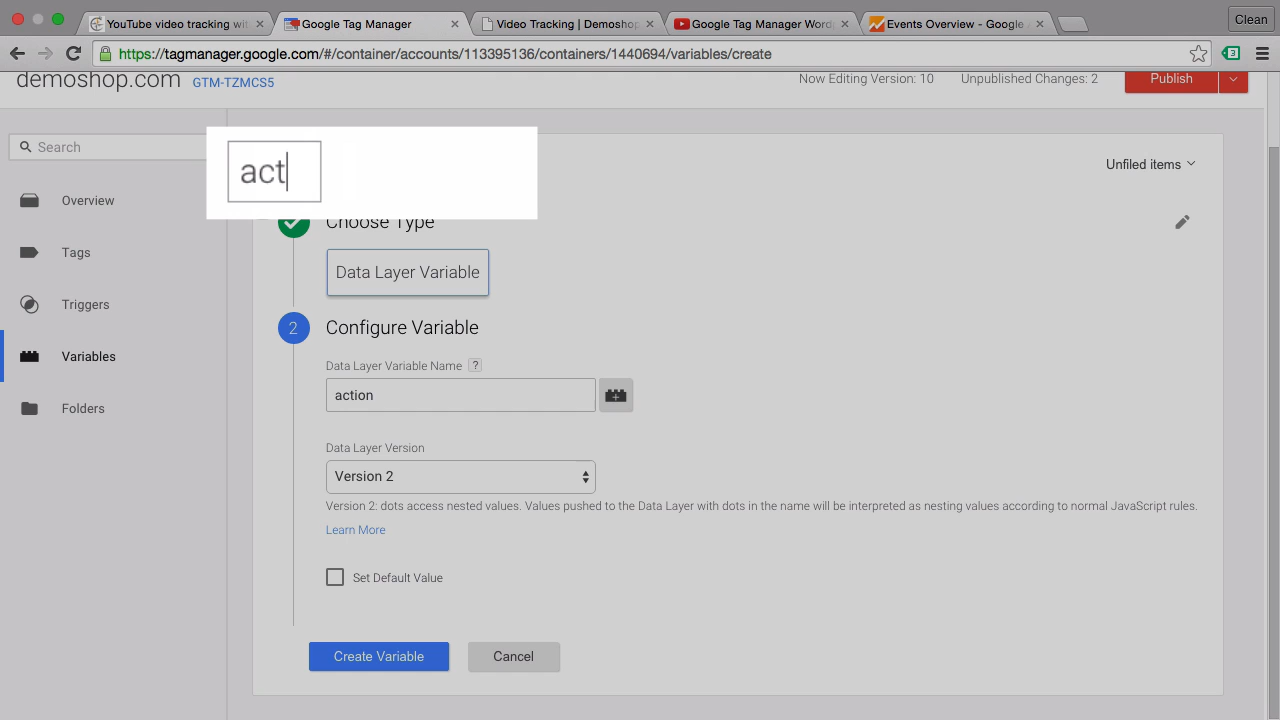 YouTube video tracking wit
Google Tag Manager
Video Tracking | Demoshop
Google Tag Manager Word
Events Overview - Google A
Clean
https://tagmanager.google.com/#/container/accounts/113395136/containers/1440694/variables/create
3
demoshop.com GTM-TZMCS5
Now Editing Version: 10 Unpublished Changes: 2 Publish
Search
act
Unfiled items
Overview
Tags
Triggers
Variables
Folders
Choose Type
Data Layer Variable
2 Configure Variable
Data Layer Variable Name ?
action
Data Layer Version
Version 2
Version 2: dots access nested values. Values pushed to the Data Layer with dots in the name will be interpreted as nesting values according to normal JavaScript rules.
Learn More
Set Default Value
Create Variable Cancel